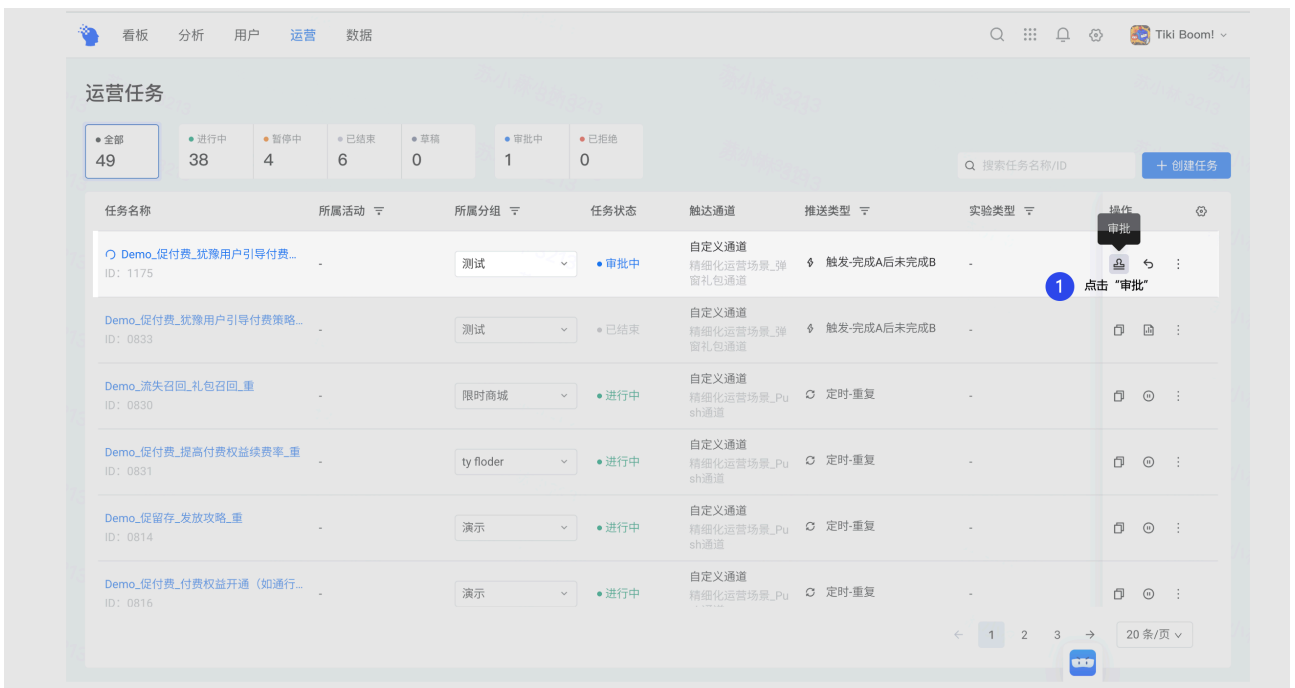 看板 分析 用户 运营 数据 Tiki Boom!
运营任务
全部 进行中 暂停中 已结束 草稿 审批中 已拒绝
49 38 4 6 0 1 0
搜索任务名称/ID + 创建任务
任务名称 所属活动 所属分组 任务状态 触达通道 推送类型 实验类型 操作
审批
Demo_促付费_犹豫用户引导付费...
ID: 1175
-
测试
审批中
自定义通道
精细化运营场景_弹
窗礼包通道
触发-完成A后未完成B
-
1 点击“审批”
Demo_促付费_犹豫用户引导付费策略...
ID: 0833
-
测试
已结束
自定义通道
精细化运营场景_弹
窗礼包通道
触发-完成A后未完成B
-
Demo_流失召回_礼包召回_重
ID: 0830
-
限时商城
进行中
自定义通道
精细化运营场景_Pu
sh通道
定时-重复
-
Demo_促付费_提高付费权益续费率_重
ID: 0831
-
ty floder
进行中
自定义通道
精细化运营场景_Pu
sh通道
定时-重复
-
Demo_促留存_发放攻略_重
ID: 0814
-
演示
进行中
自定义通道
精细化运营场景_Pu
sh通道
定时-重复
-
Demo_促付费_付费权益开通（如通行...
ID: 0816
-
演示
进行中
自定义通道
精细化运营场景_Pu
定时-重复
-
1 2 3 20 条/页